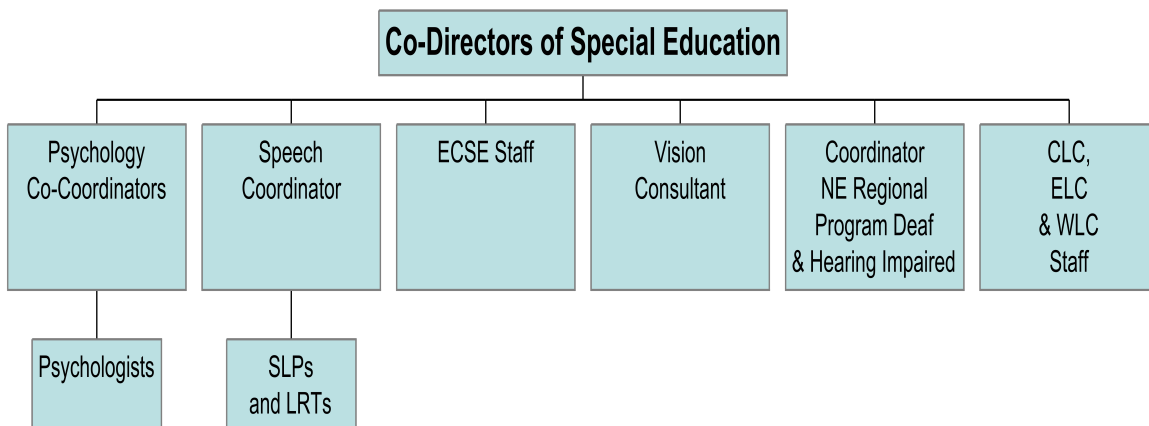 Co-Directors of Special Education
Psychology
Co-Coordinators
Speech
Coordinator
ECSE Staff
Vision
Consultant
Coordinator
NE Regional
Program Deaf
& Hearing Impaired
CLC,
ELC
& WLC
Staff
Psychologists
SLPs
and LRTs